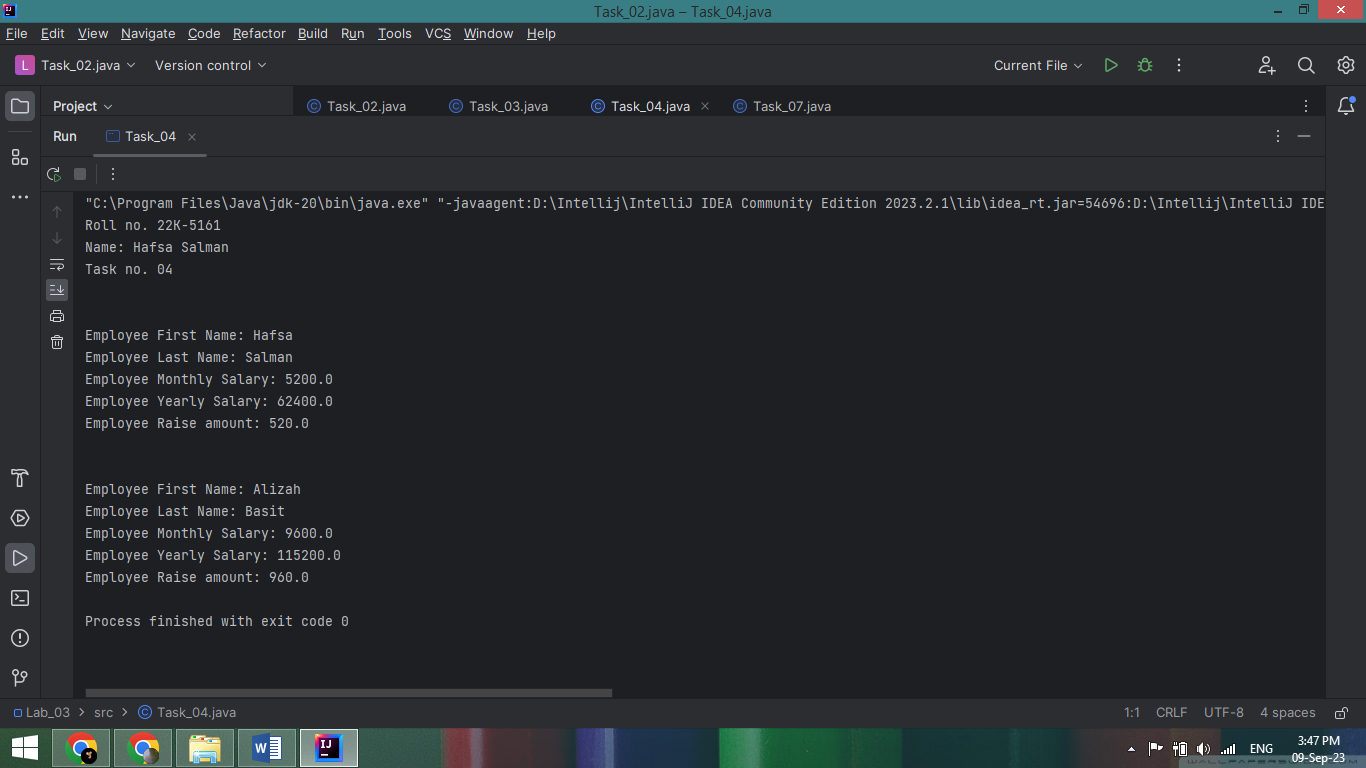 Task_02.java – Task_04.java
File Edit View Navigate Code Refactor Build Run Tools VCS Window Help
L Task_02.java Version control Current File
Project Task_02.java Task_03.java Task_04.java Task_07.java
Run Task_04
"C:\Program Files\Java\jdk-20\bin\java.exe" "-javaagent:D:\Intellij\IntelliJ IDEA Community Edition 2023.2.1\lib\idea_rt.jar=54696:D:\Intellij\IntelliJ IDE
Roll no. 22K-5161
Name: Hafsa Salman
Task no. 04
Employee First Name: Hafsa
Employee Last Name: Salman
Employee Monthly Salary: 5200.0
Employee Yearly Salary: 62400.0
Employee Raise amount: 520.0
Employee First Name: Alizah
Employee Last Name: Basit
Employee Monthly Salary: 9600.0
Employee Yearly Salary: 115200.0
Employee Raise amount: 960.0
Process finished with exit code 0
Lab_03 > src > Task_04.java 1:1 CRLF UTF-8 4 spaces
ENG 3:47 PM
09-Sep-23